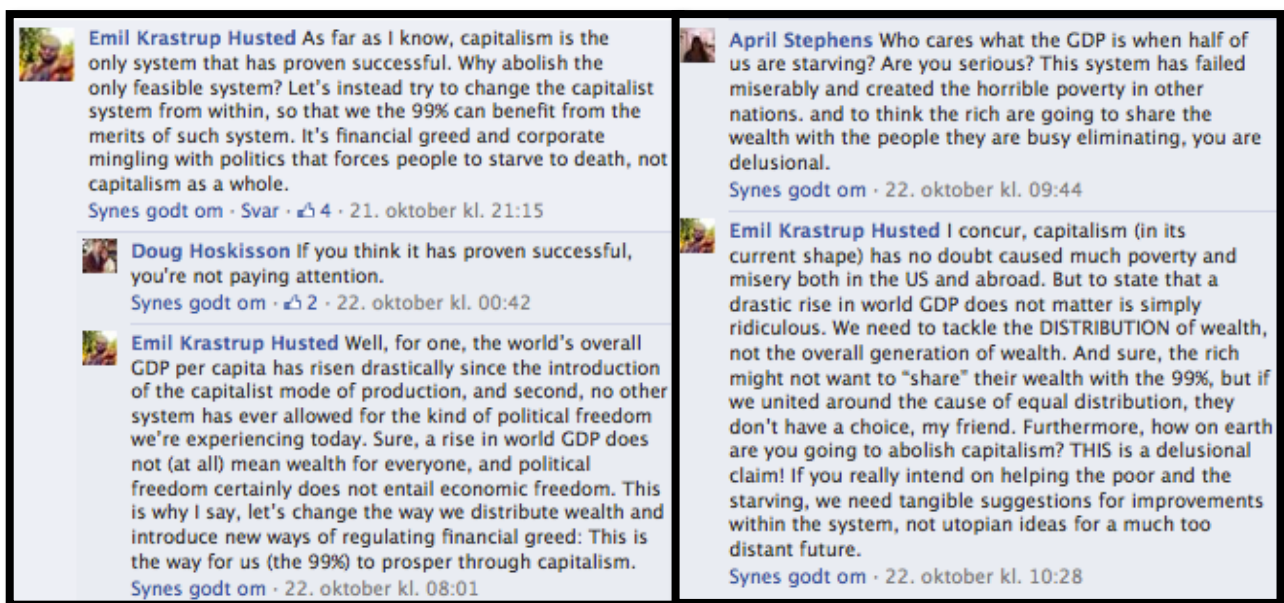 Emil Krastrup Husted As far as I know, capitalism is the
only system that has proven successful. Why abolish the
only feasible system? Let's instead try to change the capitalist
system from within, so that we the 99% can benefit from the
merits of such system. It's financial greed and corporate
mingling with politics that forces people to starve to death, not
capitalism as a whole.
Synes godt om · Svar · 4 · 21. oktober kl. 21:15
Doug Hoskisson If you think it has proven successful,
you're not paying attention.
Synes godt om · 2 · 22. oktober kl. 00:42
Emil Krastrup Husted Well, for one, the world's overall
GDP per capita has risen drastically since the introduction
of the capitalist mode of production, and second, no other
system has ever allowed for the kind of political freedom
we're experiencing today. Sure, a rise in world GDP does
not (at all) mean wealth for everyone, and political
freedom certainly does not entail economic freedom. This
is why I say, let's change the way we distribute wealth and
introduce new ways of regulating financial greed: This is
the way for us (the 99%) to prosper through capitalism.
Synes godt om · 22. oktober kl. 08:01
April Stephens Who cares what the GDP is when half of
us are starving? Are you serious? This system has failed
miserably and created the horrible poverty in other
nations. and to think the rich are going to share the
wealth with the people they are busy eliminating, you are
delusional.
Synes godt om · 22. oktober kl. 09:44
Emil Krastrup Husted I concur, capitalism (in its
current shape) has no doubt caused much poverty and
misery both in the US and abroad. But to state that a
drastic rise in world GDP does not matter is simply
ridiculous. We need to tackle the DISTRIBUTION of wealth,
not the overall generation of wealth. And sure, the rich
might not want to "share" their wealth with the 99%, but if
we united around the cause of equal distribution, they
don't have a choice, my friend. Furthermore, how on earth
are you going to abolish capitalism? THIS is a delusional
claim! If you really intend on helping the poor and the
starving, we need tangible suggestions for improvements
within the system, not utopian ideas for a much too
distant future.
Synes godt om · 22. oktober kl. 10:28